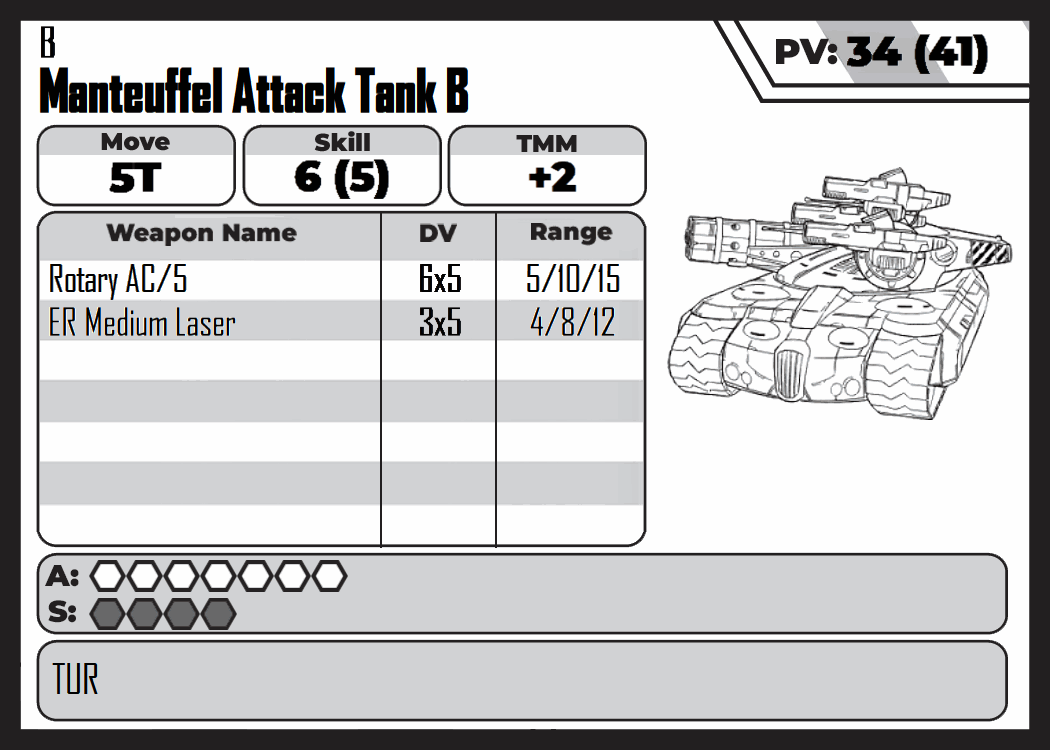 B
Manteuffel Attack Tank B
PV: 34 (41)
Move
5T
Skill
6 (5)
TMM
+2
Weapon Name DV Range
Rotary AC/5 6x5 5/10/15
ER Medium Laser 3x5 4/8/12
A:
S:
TUR